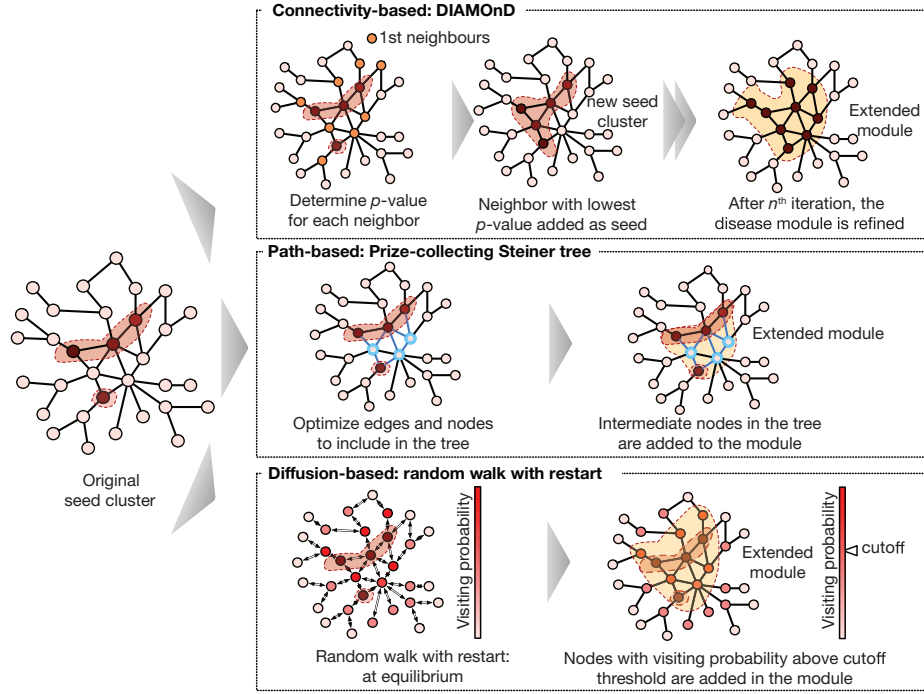 Connectivity-based: DIAMOnD
1st neighbours
new seed
cluster
Extended
module
Determine p-value
for each neighbor
Neighbor with lowest
p-value added as seed
After nth iteration, the
disease module is refined
Original
seed cluster
Path-based: Prize-collecting Steiner tree
Extended module
Optimize edges and nodes
to include in the tree
Intermediate nodes in the tree
are added to the module
Diffusion-based: random walk with restart
Visiting probability
Extended
module
Visiting probability
cutoff
Random walk with restart:
at equilibrium
Nodes with visiting probability above cutoff
threshold are added in the module